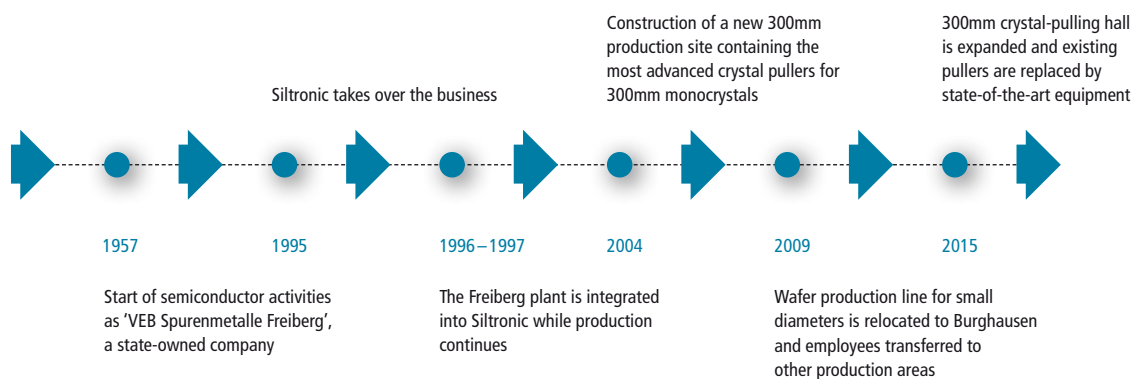 Construction of a new 300mm
production site containing the
most advanced crystal pullers for
300mm monocrystals
300mm crystal-pulling hall
is expanded and existing
pullers are replaced by
state-of-the-art equipment
Siltronic takes over the business
1957
1995
1996–1997
2004
2009
2015
Start of semiconductor activities
as ‘VEB Spurenmetalle Freiberg’,
a state-owned company
The Freiberg plant is integrated
into Siltronic while production
continues
Wafer production line for small
diameters is relocated to Burghausen
and employees transferred to
other production areas